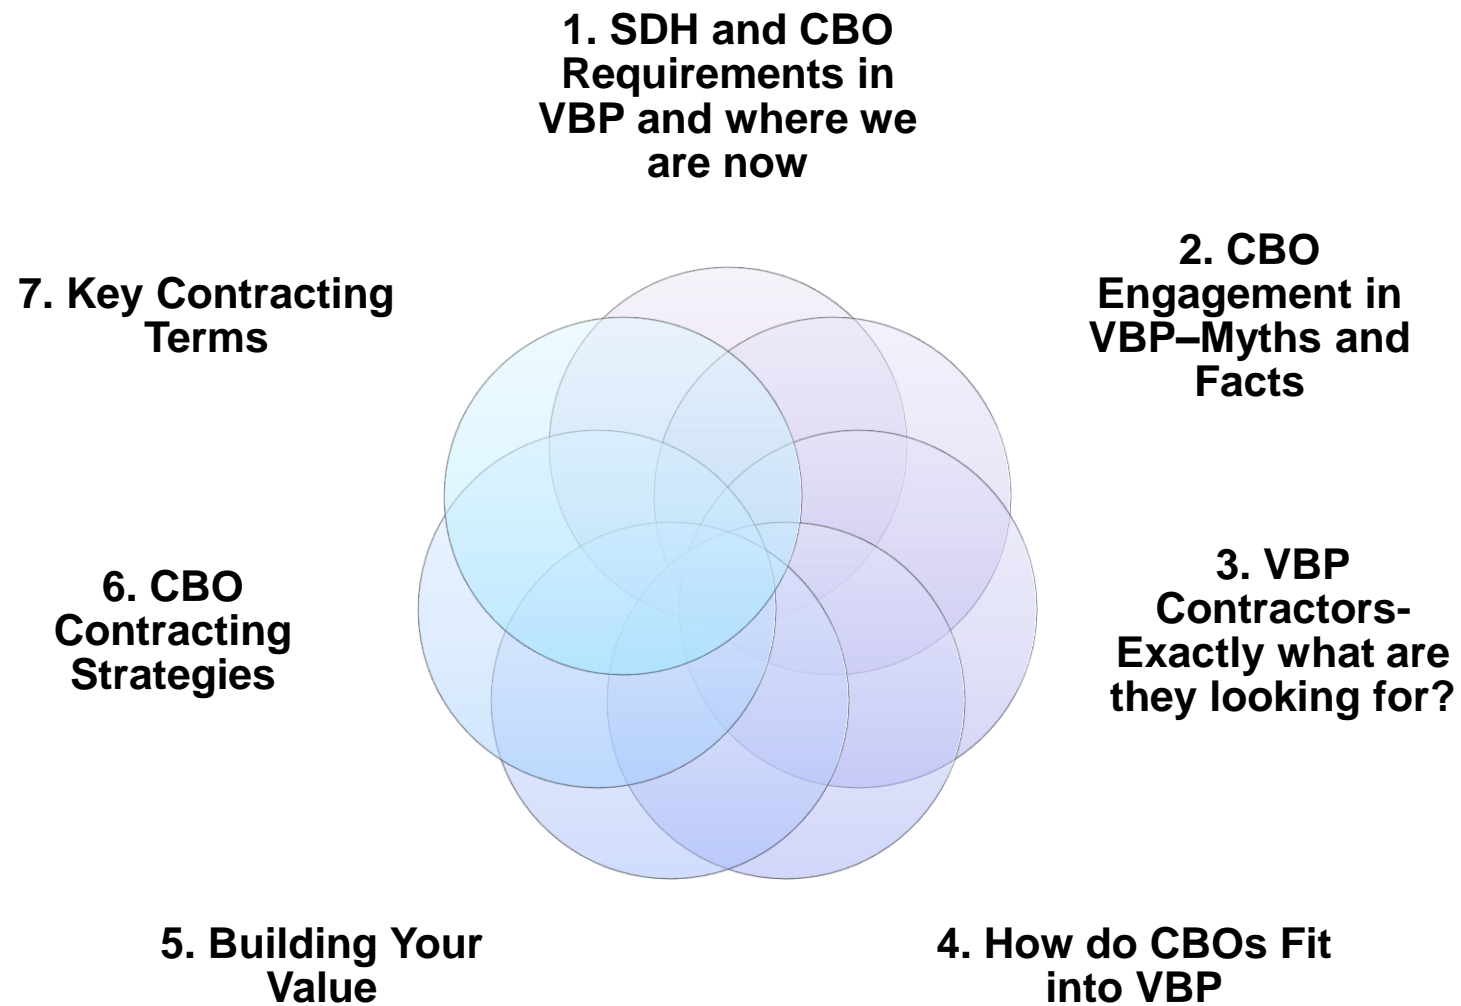 1. SDH and CBO
Requirements in
VBP and where we
are now
2. CBO
Engagement in
VBP–Myths and
Facts
3. VBP
Contractors-
Exactly what are
they looking for?
4. How do CBOs Fit
into VBP
5. Building Your
Value
6. CBO
Contracting
Strategies
7. Key Contracting
Terms